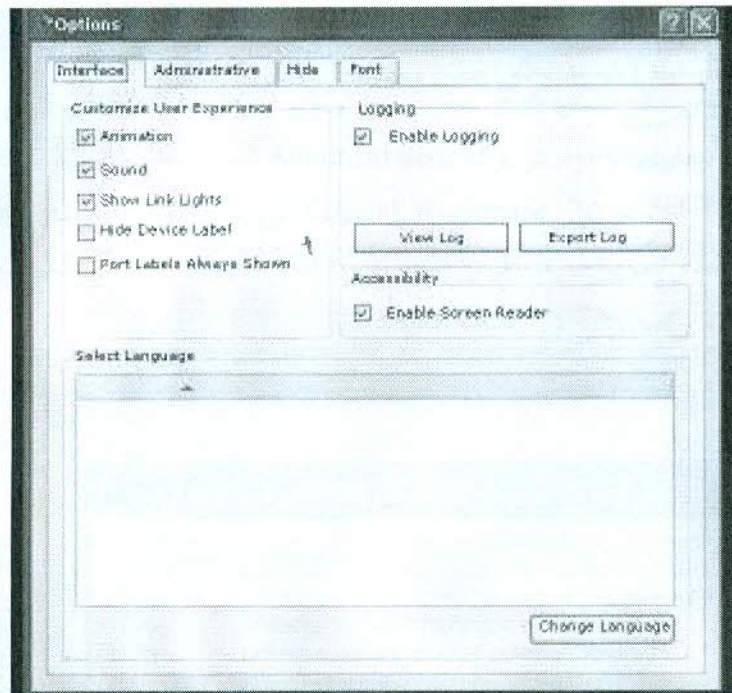 *Options
Interface Administrative Hide Font
Customize User Experience
Animation
Sound
Show Link Lights
Hide Device Label
Port Labels Always Shown
Logging
Enable Logging
View Log Export Log
Accessibility
Enable Screen Reader
Select Language
Change Language